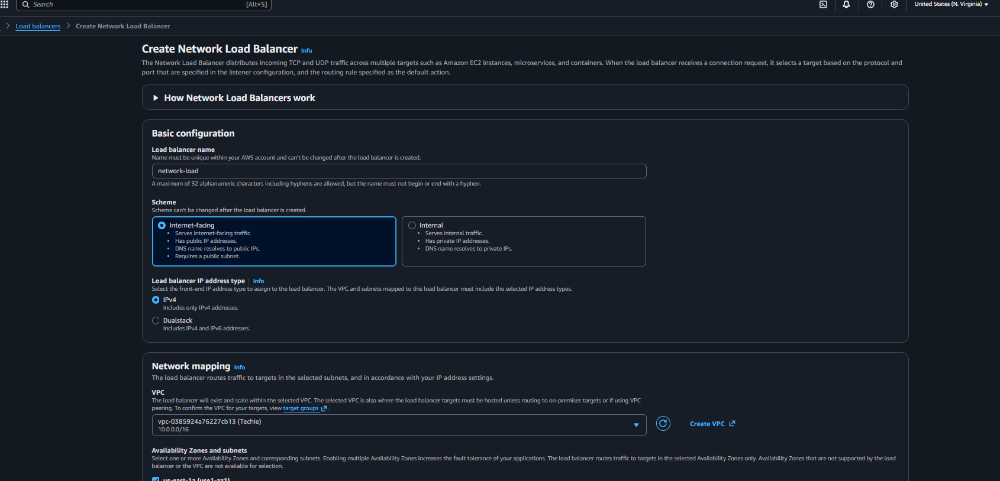 Search [Alt+S] United States (N. Virginia)
Load balancers Create Network Load Balancer
Create Network Load Balancer Info
The Network Load Balancer distributes incoming TCP and UDP traffic across multiple targets such as Amazon EC2 instances, microservices, and containers. When the load balancer receives a connection request, it selects a target based on the protocol and
port that are specified in the listener configuration, and the routing rule specified as the default action.
How Network Load Balancers work
Basic configuration
Load balancer name
Name must be unique within your AWS account and can't be changed after the load balancer is created.
network-load
A maximum of 32 alphanumeric characters including hyphens are allowed, but the name must not begin or end with a hyphen.
Scheme
Scheme can't be changed after the load balancer is created.
Internet-facing
• Serves internet-facing traffic.
• Has public IP addresses.
• DNS name resolves to public IPs.
• Requires a public subnet.
Internal
• Serves internal traffic.
• Has private IP addresses.
• DNS name resolves to private IPs.
Load balancer IP address type Info
Select the front-end IP address type to assign to the load balancer. The VPC and subnets mapped to this load balancer must include the selected IP address types.
IPv4
Includes only IPv4 addresses.
Dualstack
Includes IPv4 and IPv6 addresses.
Network mapping Info
The load balancer routes traffic to targets in the selected subnets, and in accordance with your IP address settings.
VPC
The load balancer will exist and scale within the selected VPC. The selected VPC is also where the load balancer targets must be hosted unless routing to on-premises targets or if using VPC
peering. To confirm the VPC for your targets, view target groups.
vpc-0385924a76227cb13 (Techie)
10.0.0.0/16
Create VPC
Availability Zones and subnets
Select one or more Availability Zones and corresponding subnets. Enabling multiple Availability Zones increases the fault tolerance of your applications. The load balancer routes traffic to targets in the selected Availability Zones only. Availability Zones that are not supported by the load
balancer or the VPC are not available for selection.
us-east-1a (use1-az1)